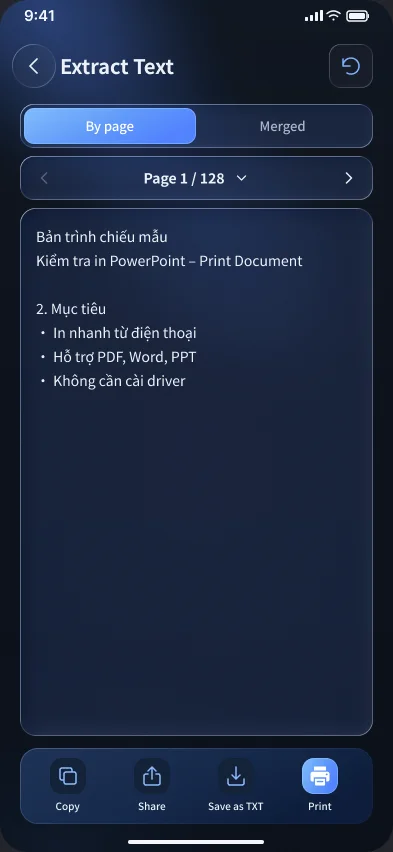 9:41
Extract Text
By page
Merged
Page 1 / 128
Bản trình chiếu mẫu
Kiểm tra in PowerPoint – Print Document
2. Mục tiêu
• In nhanh từ điện thoại
• Hỗ trợ PDF, Word, PPT
• Không cần cài driver
Copy
Share
Save as TXT
Print